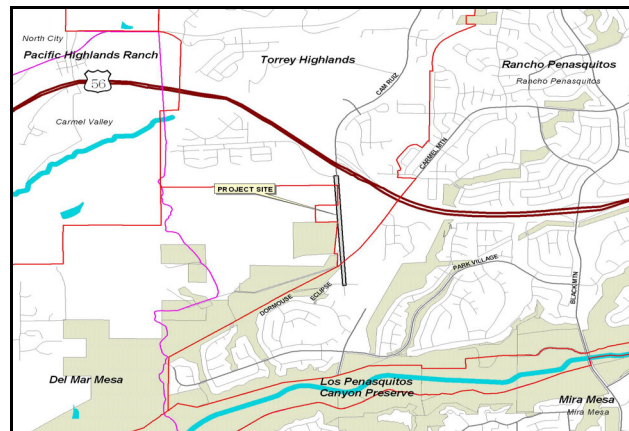 North City
Pacific Highlands Ranch
Torrey Highlands
Rancho Penasquitos
Rancho Penasquitos
56
CAM RUIZ
Carmel Valley
CARMEL MTN
PROJECT SITE
PARK VILLAGE
BLACK MTN
DORMOUSE
ECLIPSE
Del Mar Mesa
Los Penasquitos
Canyon Preserve
Mira Mesa
Mira Mesa